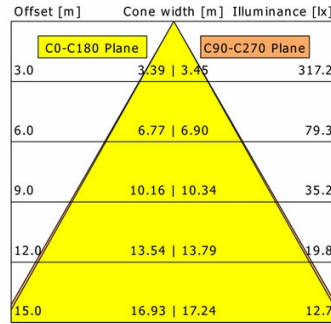 Offset [m] Cone width [m] Illuminance [lx]
C0-C180 Plane C90-C270 Plane
3.0 3.39 | 3.45 317.2
6.0 6.77 | 6.90 79.3
9.0 10.16 | 10.34 35.2
12.0 13.54 | 13.79 19.8
15.0 16.93 | 17.24 12.7